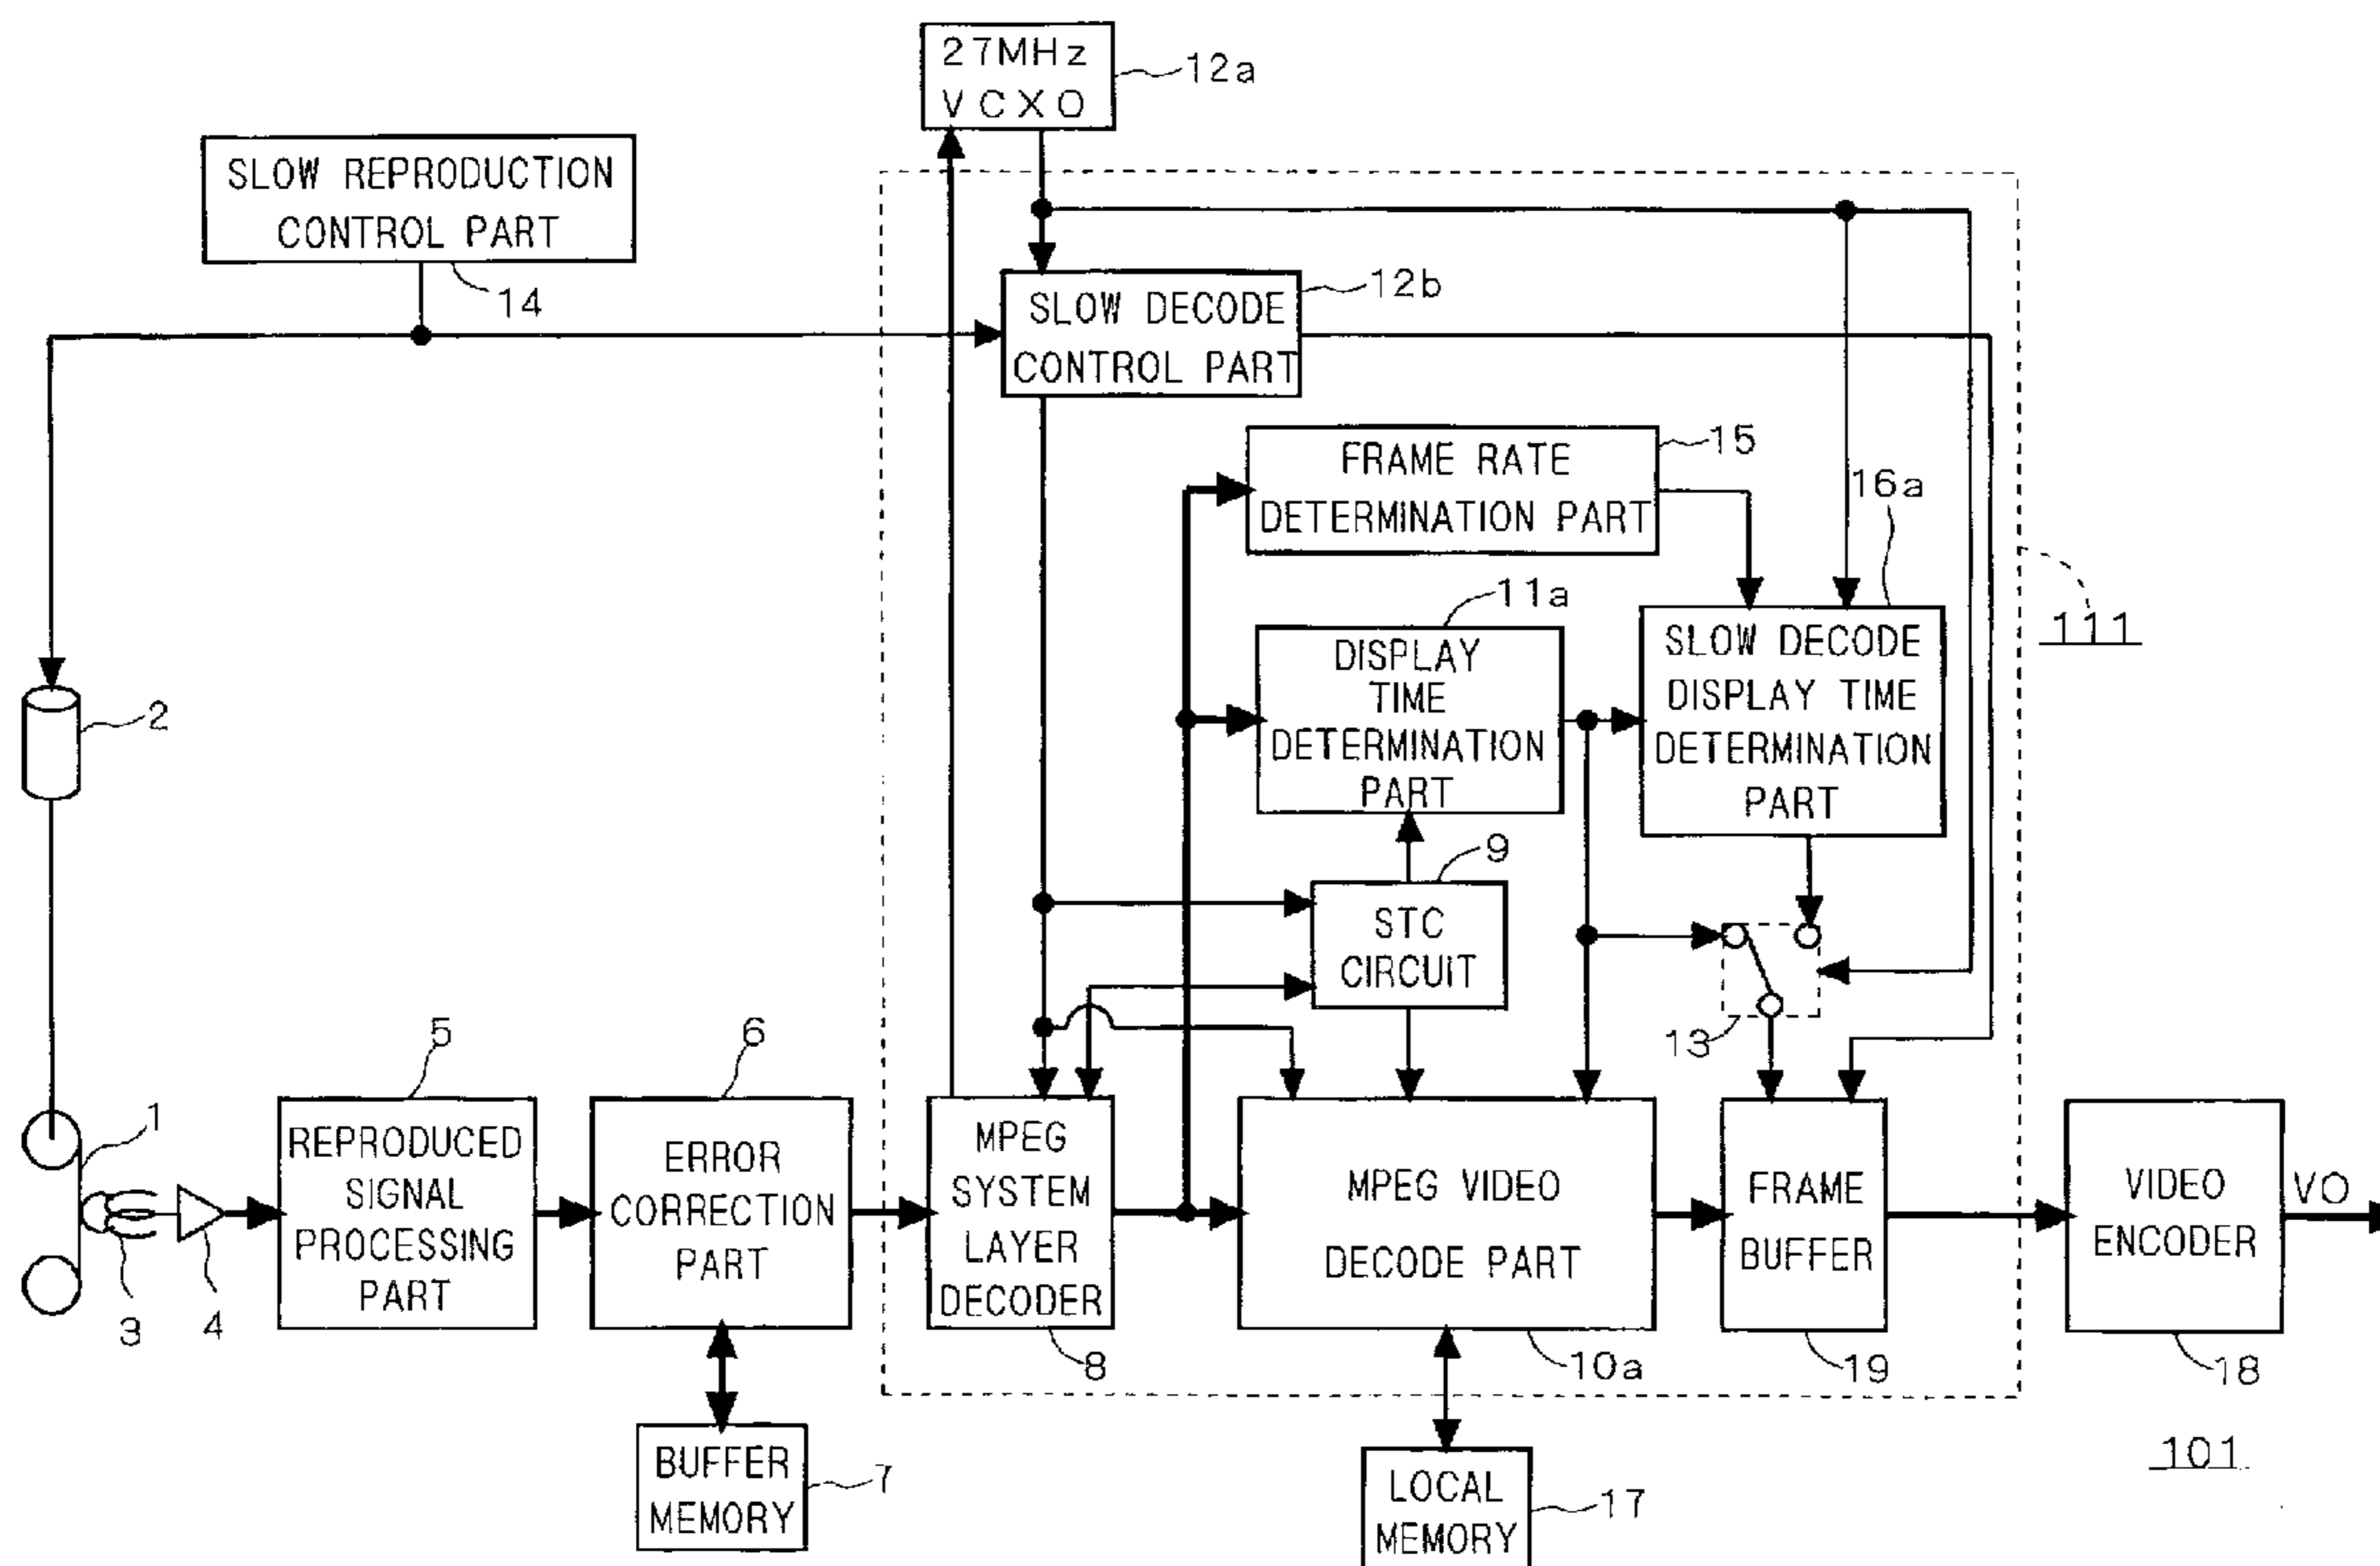 27MHz
VCXO
12a
SLOW REPRODUCTION
CONTROL PART
14
SLOW DECODE
CONTROL PART
12b
FRAME RATE
DETERMINATION PART
15
16a
11a
DISPLAY
TIME
DETERMINATION
PART
SLOW DECODE
DISPLAY TIME
DETERMINATION
PART
111
2
9
STC
CIRCUIT
13
1
3
4
5
REPRODUCED
SIGNAL
PROCESSING
PART
6
ERROR
CORRECTION
PART
MPEG
SYSTEM
LAYER
DECODER
8
MPEG VIDEO
DECODE PART
10a
FRAME
BUFFER
19
VIDEO
ENCODER
18
VO
BUFFER
MEMORY
7
LOCAL
MEMORY
17
101